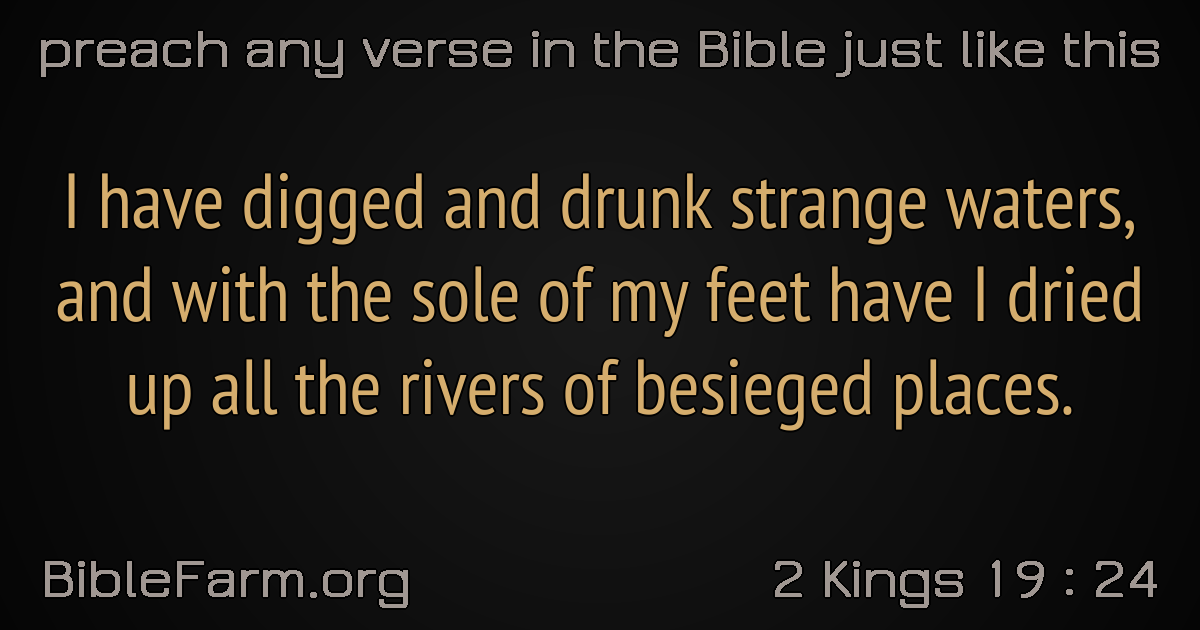 preach any verse in the Bible just like this
I have digged and drunk strange waters,
and with the sole of my feet have I dried
up all the rivers of besieged places.
BibleFarm.org
2 Kings 19 : 24